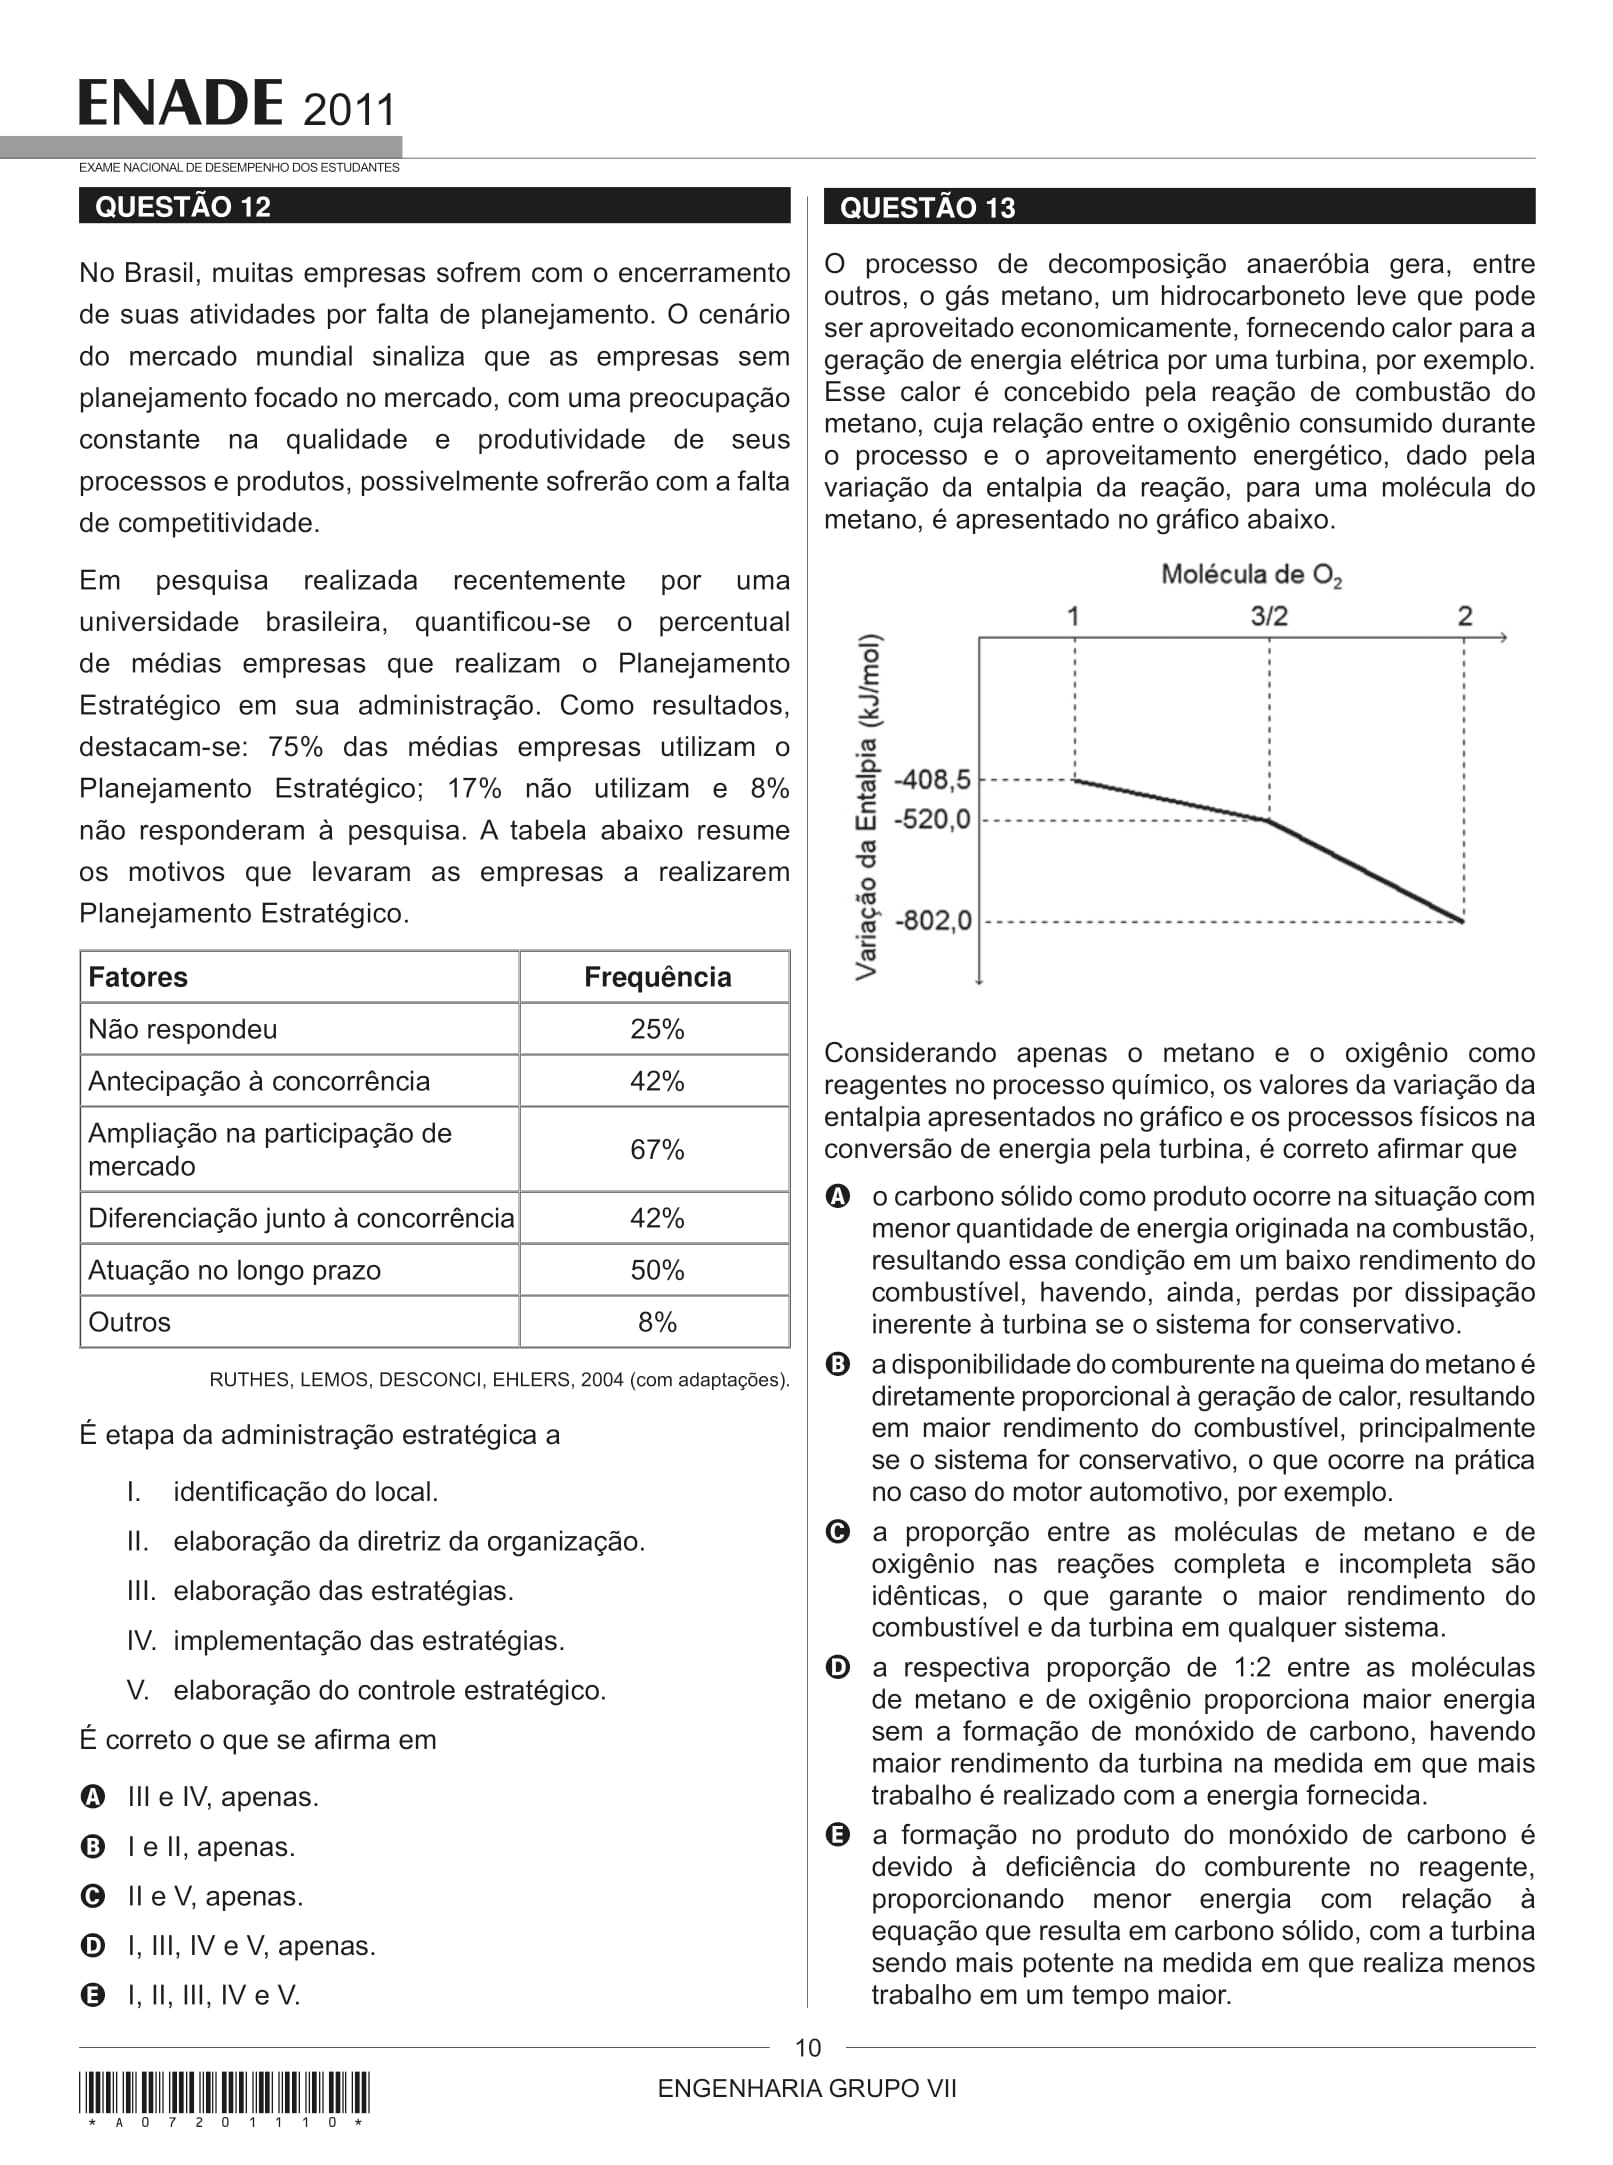 ENADE 2011
EXAME NACIONAL DE DESEMPENHO DOS ESTUDANTES
QUESTÃO 12
No Brasil, muitas empresas sofrem com o encerramento
de suas atividades por falta de planejamento. O cenário
do mercado mundial sinaliza que as empresas sem
planejamento focado no mercado, com uma preocupação
constante na qualidade e produtividade de seus
processos e produtos, possivelmente sofrerão com a falta
de competitividade.
Em pesquisa realizada recentemente por uma
universidade brasileira, quantificou-se o percentual
de médias empresas que realizam o Planejamento
Estratégico em sua administração. Como resultados,
destacam-se: 75% das médias empresas utilizam o
Planejamento Estratégico; 17% não utilizam e 8%
não responderam à pesquisa. A tabela abaixo resume
os motivos que levaram as empresas a realizarem
Planejamento Estratégico.
Fatores Frequência
Não respondeu 25%
Antecipação à concorrência 42%
Ampliação na participação de
mercado 67%
Diferenciação junto à concorrência 42%
Atuação no longo prazo 50%
Outros 8%
RUTHES, LEMOS, DESCONCI, EHLERS, 2004 (com adaptações).
É etapa da administração estratégica a
I. identificação do local.
II. elaboração da diretriz da organização.
III. elaboração das estratégias.
IV. implementação das estratégias.
V. elaboração do controle estratégico.
É correto o que se afirma em
A III e IV, apenas.
B I e II, apenas.
C II e V, apenas.
D I, III, IV e V, apenas.
E I, II, III, IV e V.
QUESTÃO 13
O processo de decomposição anaeróbia gera, entre
outros, o gás metano, um hidrocarboneto leve que pode
ser aproveitado economicamente, fornecendo calor para a
geração de energia elétrica por uma turbina, por exemplo.
Esse calor é concebido pela reação de combustão do
metano, cuja relação entre o oxigênio consumido durante
o processo e o aproveitamento energético, dado pela
variação da entalpia da reação, para uma molécula do
metano, é apresentado no gráfico abaixo.
Molécula de O₂
1 3/2 2
Variação da Entalpia (kJ/mol)
-408,5
-520,0
-802,0
Considerando apenas o metano e o oxigênio como
reagentes no processo químico, os valores da variação da
entalpia apresentados no gráfico e os processos físicos na
conversão de energia pela turbina, é correto afirmar que
A o carbono sólido como produto ocorre na situação com
menor quantidade de energia originada na combustão,
resultando essa condição em um baixo rendimento do
combustível, havendo, ainda, perdas por dissipação
inerente à turbina se o sistema for conservativo.
B a disponibilidade do comburente na queima do metano é
diretamente proporcional à geração de calor, resultando
em maior rendimento do combustível, principalmente
se o sistema for conservativo, o que ocorre na prática
no caso do motor automotivo, por exemplo.
C a proporção entre as moléculas de metano e de
oxigênio nas reações completa e incompleta são
idênticas, o que garante o maior rendimento do
combustível e da turbina em qualquer sistema.
D a respectiva proporção de 1:2 entre as moléculas
de metano e de oxigênio proporciona maior energia
sem a formação de monóxido de carbono, havendo
maior rendimento da turbina na medida em que mais
trabalho é realizado com a energia fornecida.
E a formação no produto do monóxido de carbono é
devido à deficiência do comburente no reagente,
proporcionando menor energia com relação à
equação que resulta em carbono sólido, com a turbina
sendo mais potente na medida em que realiza menos
trabalho em um tempo maior.
10
ENGENHARIA GRUPO VII
* A 0 7 2 0 1 1 1 0 *